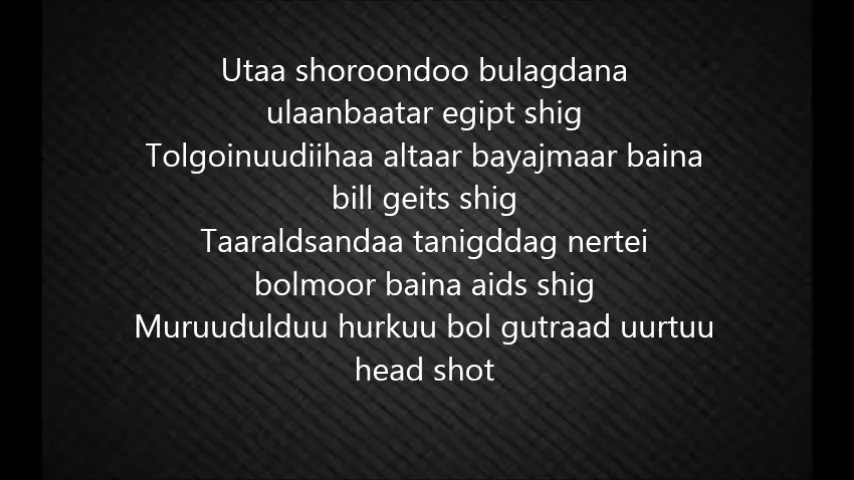 Utaa shoroondoo bulagdana
ulaanbaatar egipt shig
Tolgoinuudiihaa altaar bayajmaar baina
bill geits shig
Taaraldsandaa tanigddag nertei
bolmoor baina aids shig
Muruudulduu hurkuu bol gutraad uurtuu
head shot